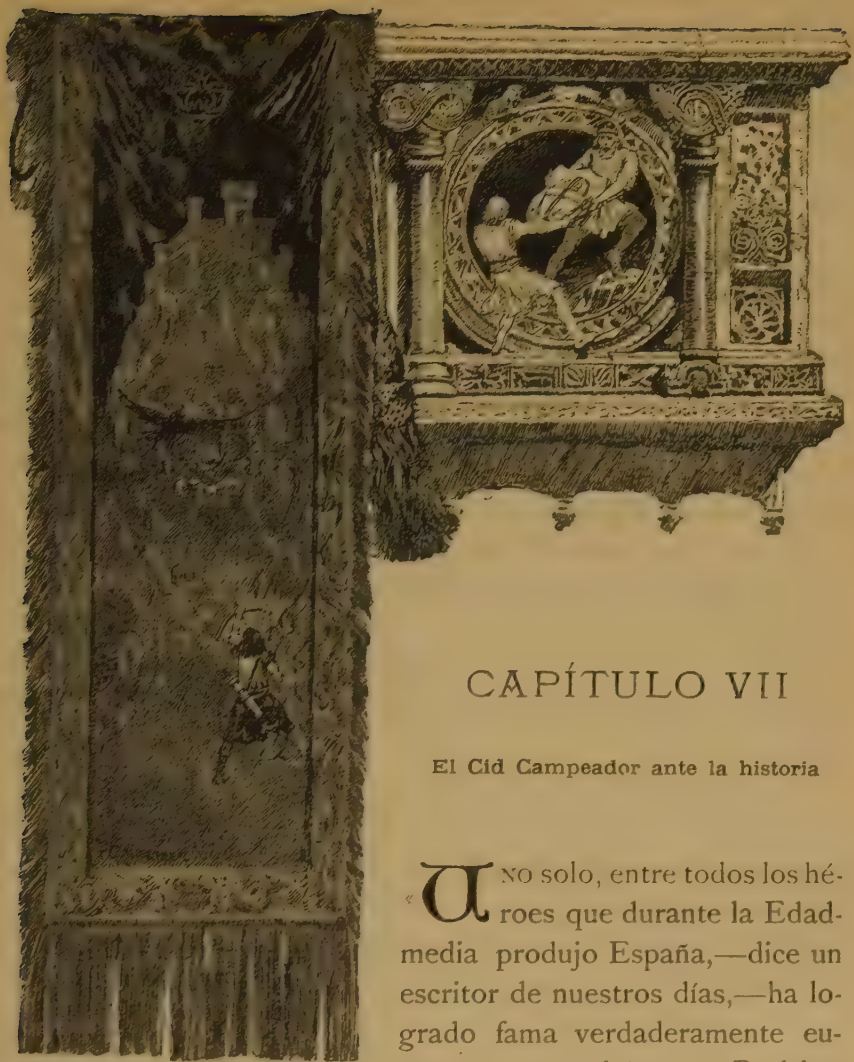 CAPÍTULO VII
El Cid Campeador ante la historia
« UNO solo, entre todos los hé-
roes que durante la Edad-
media produjo España,—dice un
escritor de nuestros días,—ha lo-
grado fama verdaderamente eu-